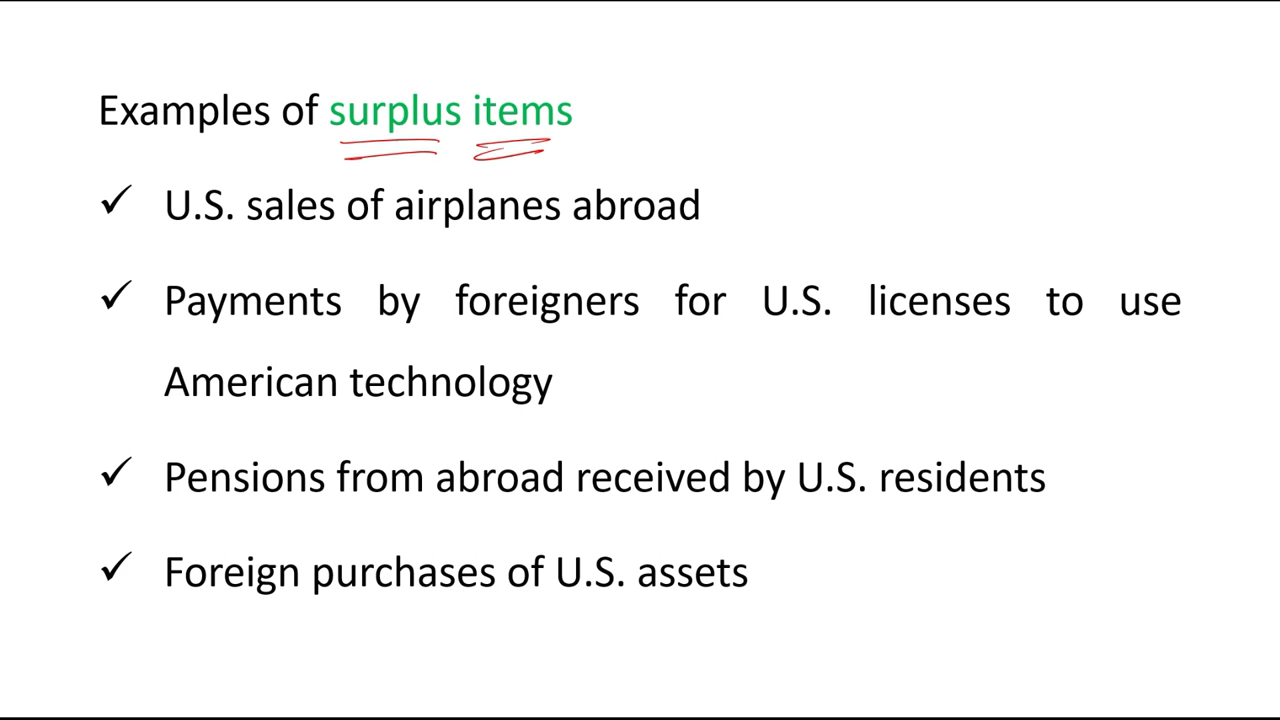 Examples of surplus items
✓ U.S. sales of airplanes abroad
✓ Payments by foreigners for U.S. licenses to use
American technology
✓ Pensions from abroad received by U.S. residents
✓ Foreign purchases of U.S. assets